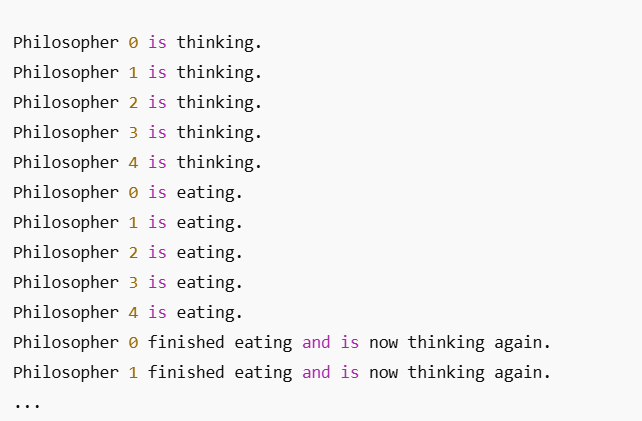 Philosopher 0 is thinking.
Philosopher 1 is thinking.
Philosopher 2 is thinking.
Philosopher 3 is thinking.
Philosopher 4 is thinking.
Philosopher 0 is eating.
Philosopher 1 is eating.
Philosopher 2 is eating.
Philosopher 3 is eating.
Philosopher 4 is eating.
Philosopher 0 finished eating and is now thinking again.
Philosopher 1 finished eating and is now thinking again.
...